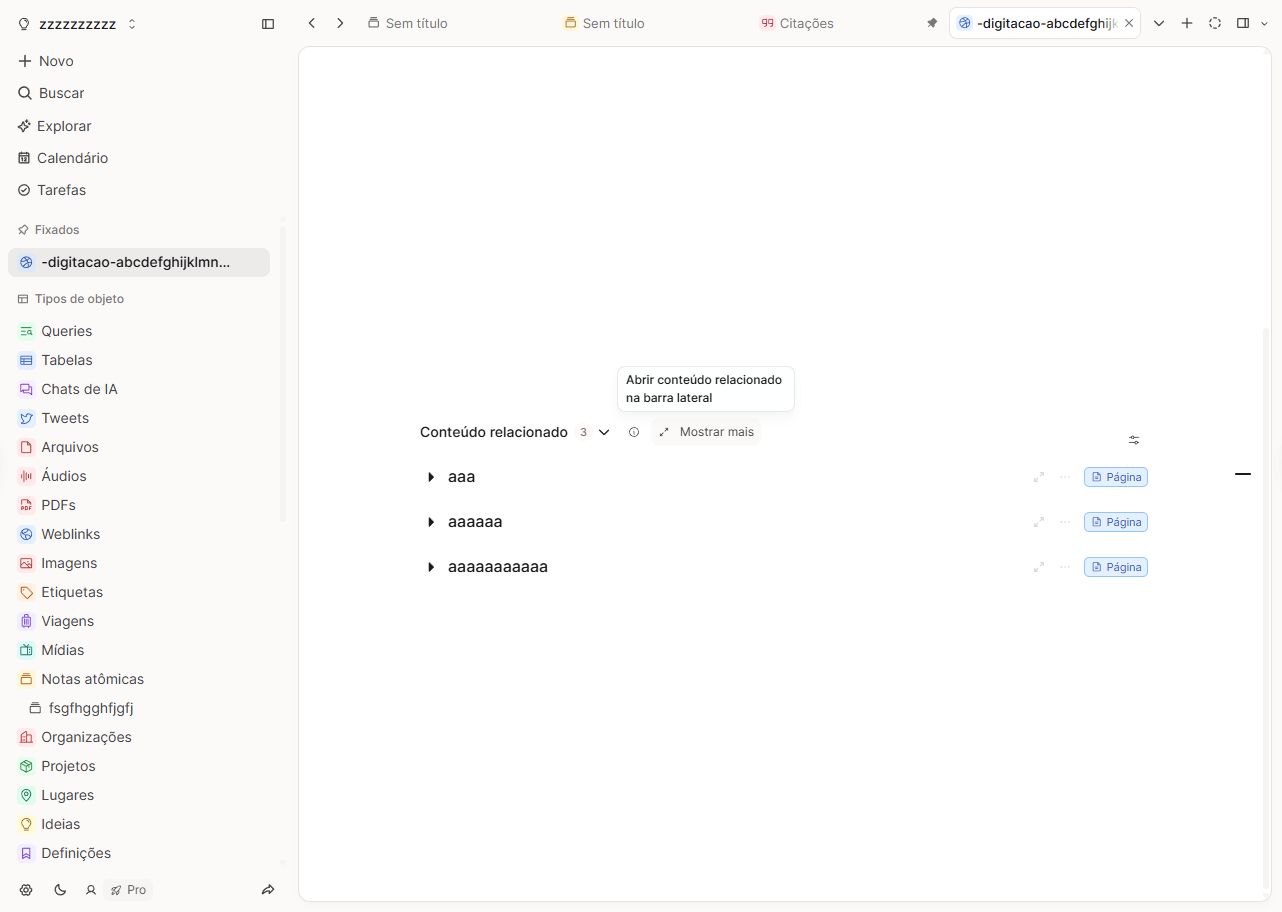 zzzzzzzzzz
Sem título
Sem título
Citações
-digitacao-abcdefghijk
Novo
Buscar
Explorar
Calendário
Tarefas
Fixados
-digitacao-abcdefghijklmn...
Tipos de objeto
Queries
Tabelas
Chats de IA
Tweets
Arquivos
Áudios
PDFs
Weblinks
Imagens
Etiquetas
Viagens
Mídias
Notas atômicas
fsgfhgghfjgfj
Organizações
Projetos
Lugares
Ideias
Definições
Pro
Abrir conteúdo relacionado
na barra lateral
Conteúdo relacionado 3 Mostrar mais
aaa Página
aaaaaa Página
aaaaaaaaaaa Página